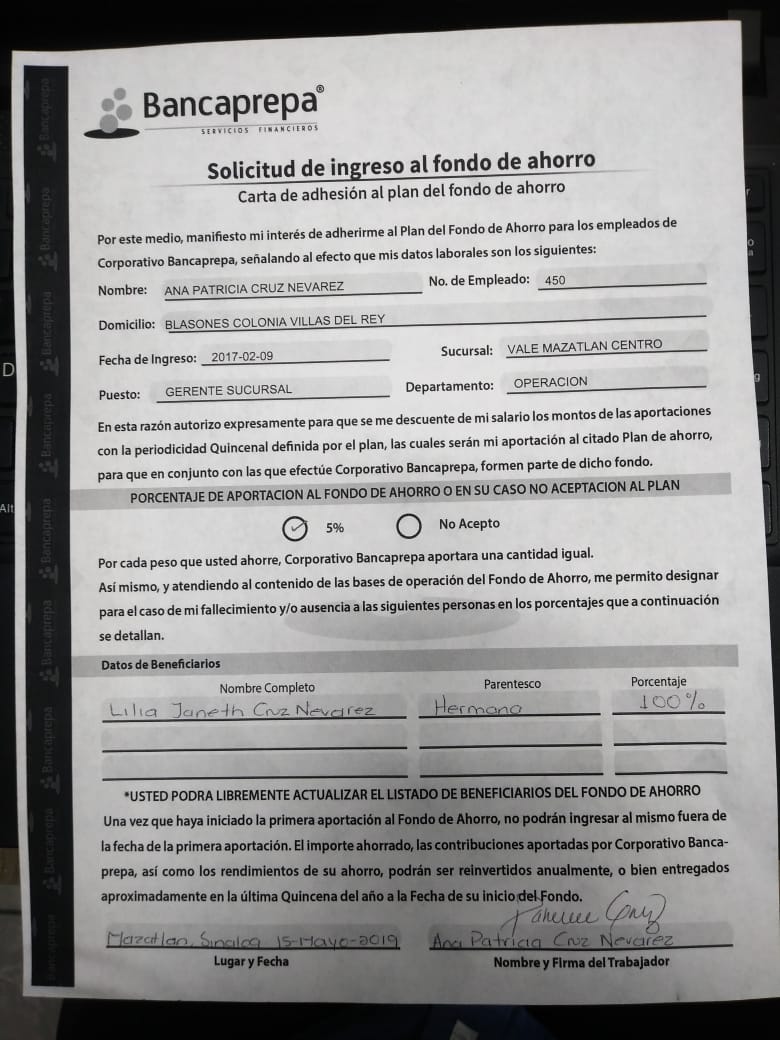 Bancaprepa®
SERVICIOS FINANCIEROS
Solicitud de ingreso al fondo de ahorro
Carta de adhesión al plan del fondo de ahorro
Por este medio, manifiesto mi interés de adherirme al Plan del Fondo de Ahorro para los empleados de
Corporativo Bancaprepa, señalando al efecto que mis datos laborales son los siguientes:
Nombre: ANA PATRICIA CRUZ NEVAREZ No. de Empleado: 450
Domicilio: BLASONES COLONIA VILLAS DEL REY
Fecha de Ingreso: 2017-02-09 Sucursal: VALE MAZATLAN CENTRO
Puesto: GERENTE SUCURSAL Departamento: OPERACION
En esta razón autorizo expresamente para que se me descuente de mi salario los montos de las aportaciones
con la periodicidad Quincenal definida por el plan, las cuales serán mi aportación al citado Plan de ahorro,
para que en conjunto con las que efectúe Corporativo Bancaprepa, formen parte de dicho fondo.
PORCENTAJE DE APORTACION AL FONDO DE AHORRO O EN SU CASO NO ACEPTACION AL PLAN
5% No Acepto
Por cada peso que usted ahorre, Corporativo Bancaprepa aportara una cantidad igual.
Así mismo, y atendiendo al contenido de las bases de operación del Fondo de Ahorro, me permito designar
para el caso de mi fallecimiento y/o ausencia a las siguientes personas en los porcentajes que a continuación
se detallan.
Datos de Beneficiarios
Nombre Completo Parentesco Porcentaje
Lilia Janeth Cruz Nevarez Hermana 100%
*USTED PODRA LIBREMENTE ACTUALIZAR EL LISTADO DE BENEFICIARIOS DEL FONDO DE AHORRO
Una vez que haya iniciado la primera aportación al Fondo de Ahorro, no podrán ingresar al mismo fuera de
la fecha de la primera aportación. El importe ahorrado, las contribuciones aportadas por Corporativo Banca-
prepa, así como los rendimientos de su ahorro, podrán ser reinvertidos anualmente, o bien entregados
aproximadamente en la última Quincena del año a la Fecha de su inicio del Fondo.
Mazatlan, Sinaloa 15-Mayo-2019 Ana Patricia Cruz Nevarez
Lugar y Fecha Nombre y Firma del Trabajador